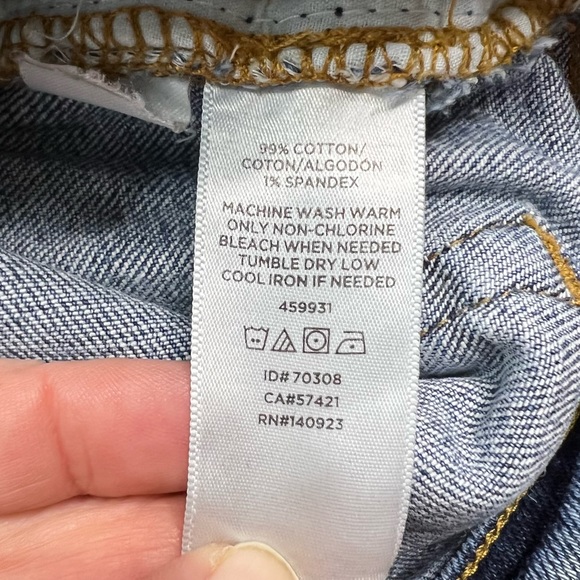 99% COTTON/
COTON/ALGODÓN
1% SPANDEX
MACHINE WASH WARM
ONLY NON-CHLORINE
BLEACH WHEN NEEDED
TUMBLE DRY LOW
COOL IRON IF NEEDED
459931
ID# 70308
CA#57421
RN#140923